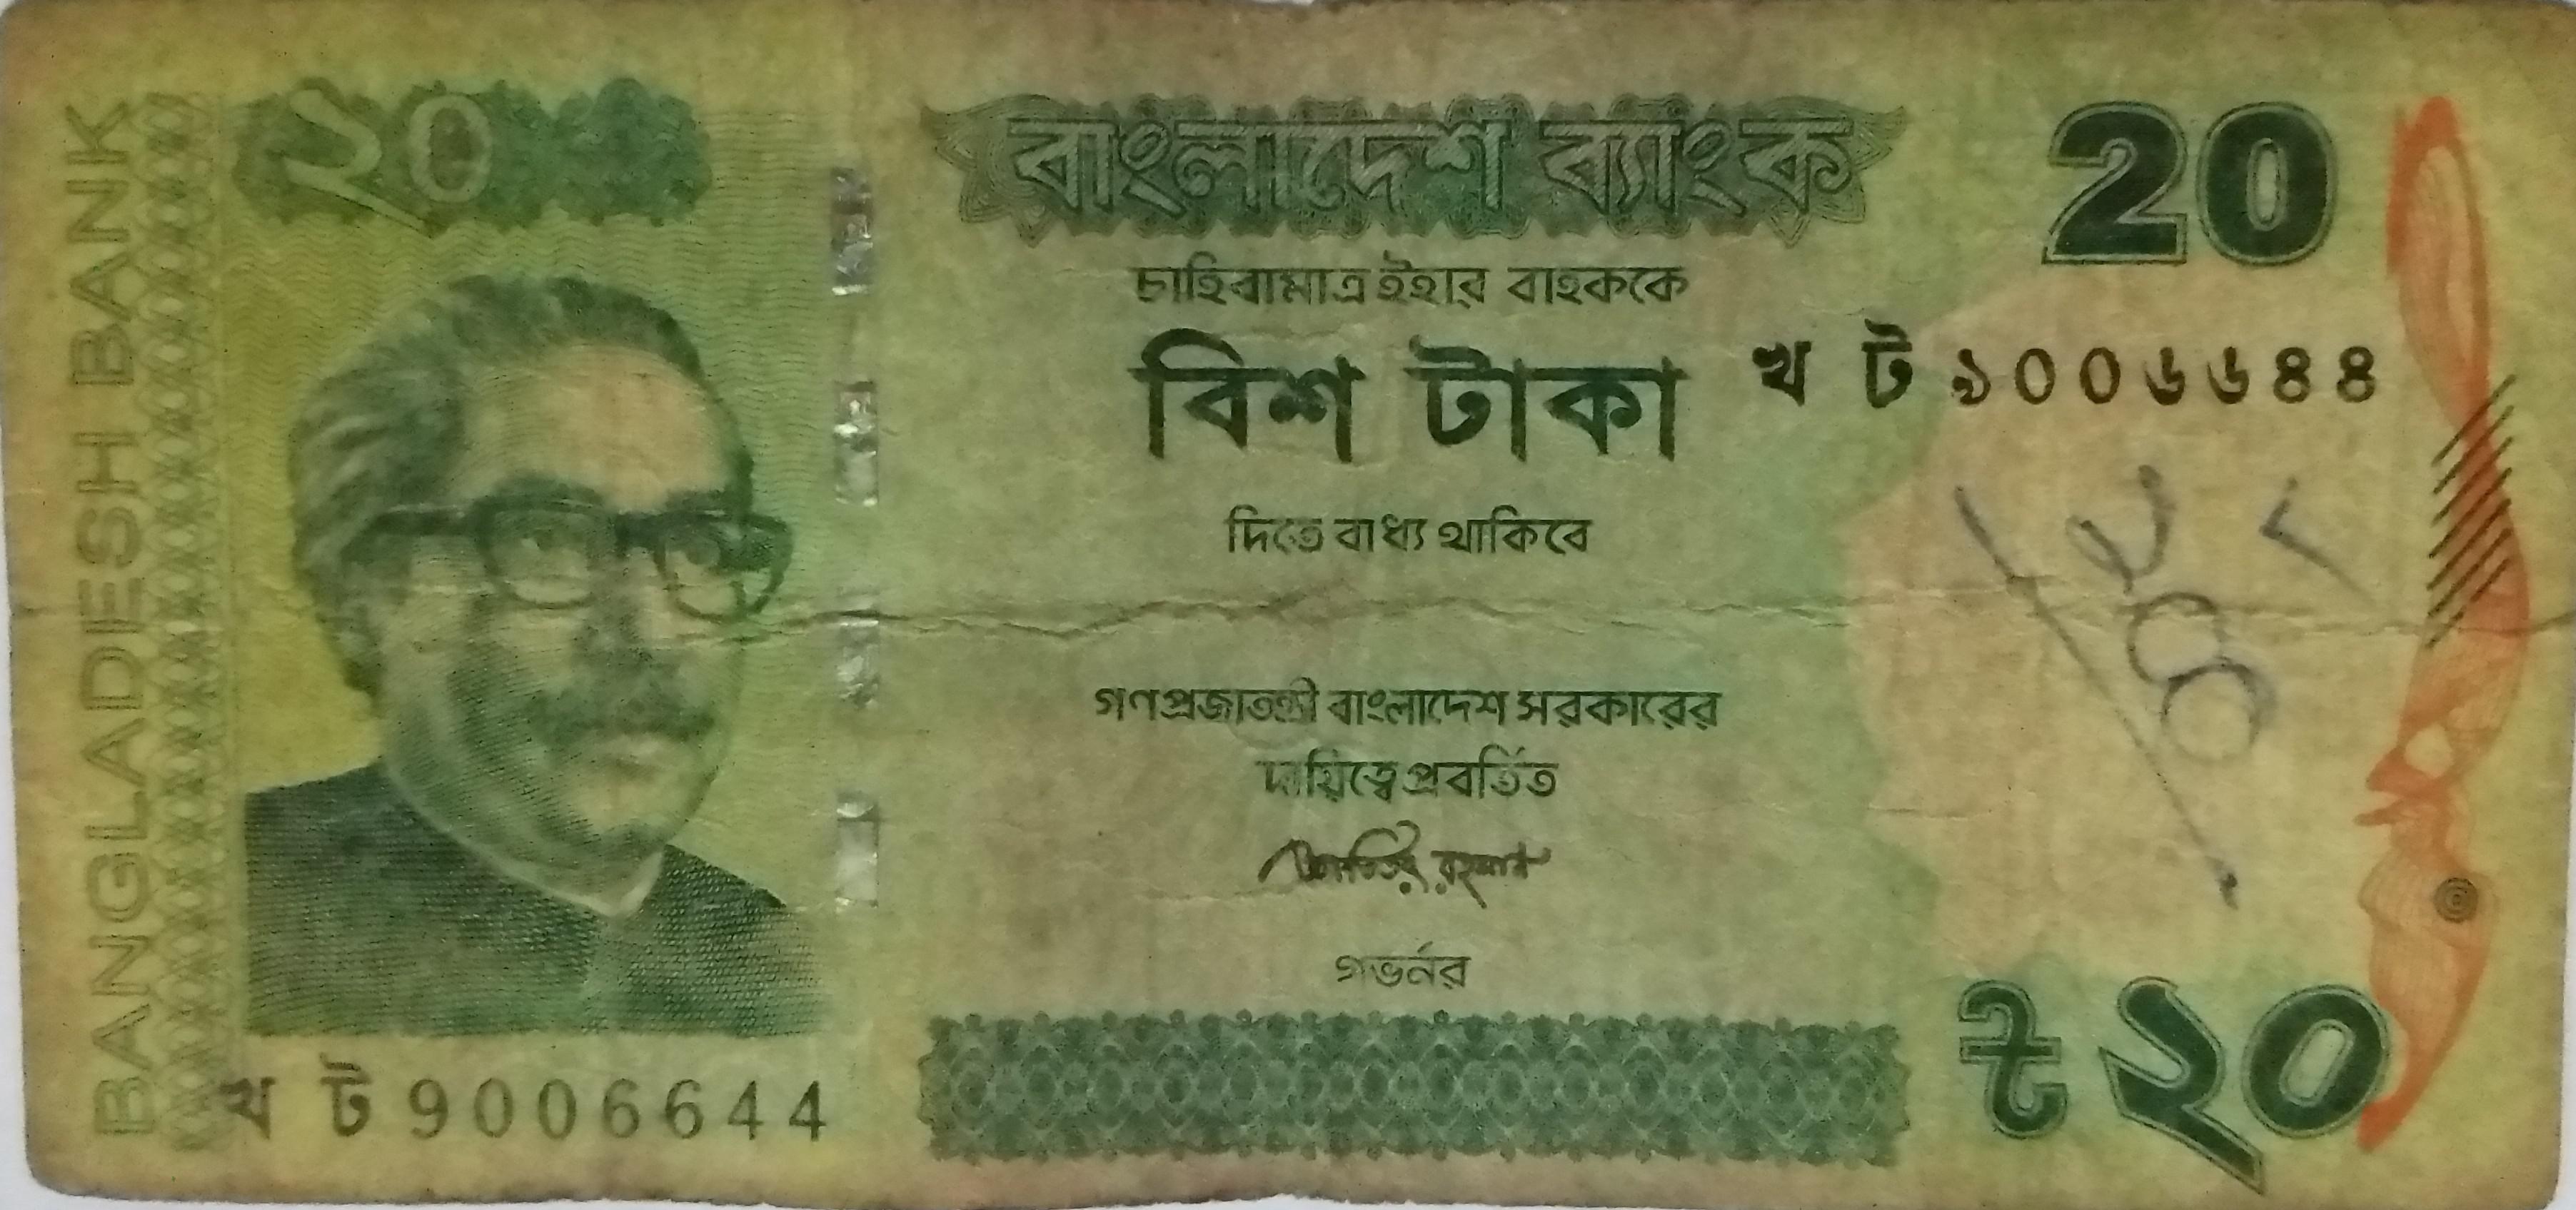 BANGLADESH BANK
২০
বাংলাদেশ ব্যাংক
20
চাহিবামাত্র ইহার বাহককে
বিশ টাকা
খ ট ৯০০৬৬৪৪
দিতে বাধ্য থাকিবে
গণপ্রজাতন্ত্রী বাংলাদেশ সরকারের
দায়িত্বে প্রবর্তিত
আতিউর রহমান
গভর্নর
খ ট 9006644
৳ ২০